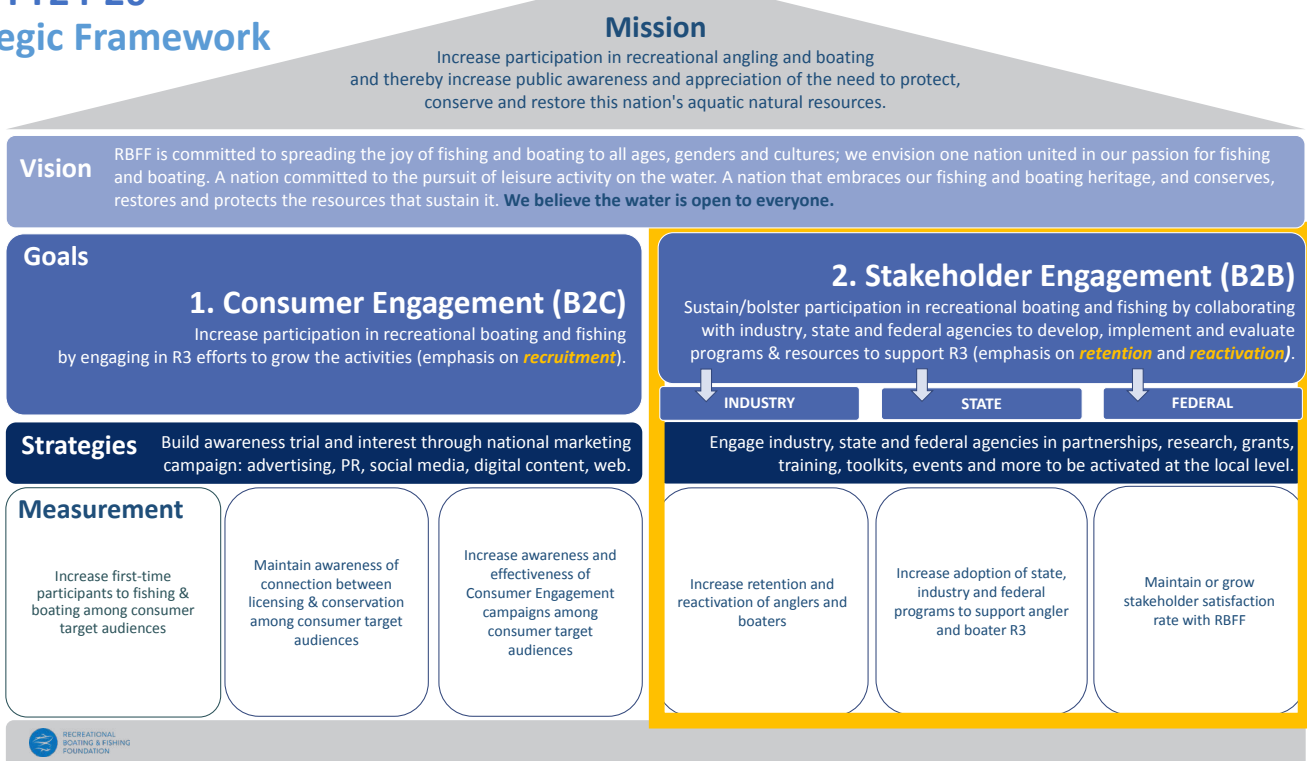 egic Framework
Mission
Increase participation in recreational angling and boating
and thereby increase public awareness and appreciation of the need to protect,
conserve and restore this nation's aquatic natural resources.
Vision
RBFF is committed to spreading the joy of fishing and boating to all ages, genders and cultures; we envision one nation united in our passion for fishing
and boating. A nation committed to the pursuit of leisure activity on the water. A nation that embraces our fishing and boating heritage, and conserves,
restores and protects the resources that sustain it. We believe the water is open to everyone.
Goals
1. Consumer Engagement (B2C)
Increase participation in recreational boating and fishing
by engaging in R3 efforts to grow the activities (emphasis on recruitment).
2. Stakeholder Engagement (B2B)
Sustain/bolster participation in recreational boating and fishing by collaborating
with industry, state and federal agencies to develop, implement and evaluate
programs & resources to support R3 (emphasis on retention and reactivation).
INDUSTRY
STATE
FEDERAL
Strategies
Build awareness trial and interest through national marketing
campaign: advertising, PR, social media, digital content, web.
Engage industry, state and federal agencies in partnerships, research, grants,
training, toolkits, events and more to be activated at the local level.
Measurement
Increase first-time
participants to fishing &
boating among consumer
target audiences
Maintain awareness of
connection between
licensing & conservation
among consumer target
audiences
Increase awareness and
effectiveness of
Consumer Engagement
campaigns among
consumer target
audiences
Increase retention and
reactivation of anglers and
boaters
Increase adoption of state,
industry and federal
programs to support angler
and boater R3
Maintain or grow
stakeholder satisfaction
rate with RBFF
RECREATIONAL
BOATING & FISHING
FOUNDATION